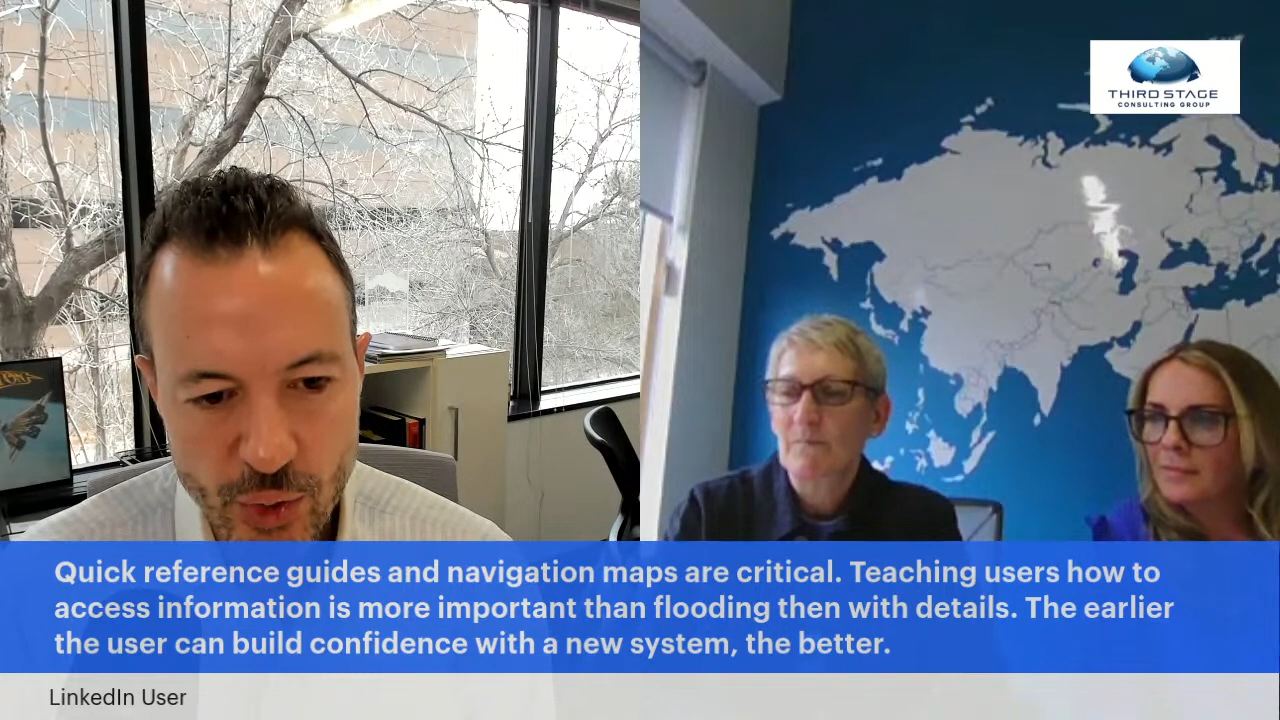 THIRD STAGE
CONSULTING GROUP
Quick reference guides and navigation maps are critical. Teaching users how to
access information is more important than flooding then with details. The earlier
the user can build confidence with a new system, the better.
LinkedIn User